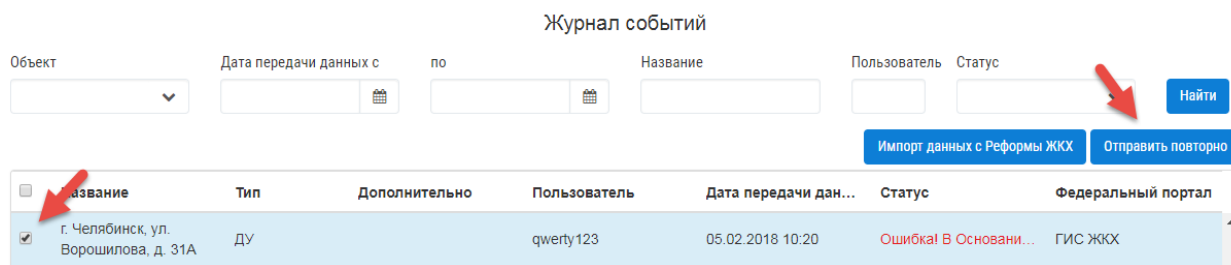 Журнал событий
Объект Дата передачи данных с по Название Пользователь Статус
Найти
Импорт данных с Реформы ЖКХ Отправить повторно
Название Тип Дополнительно Пользователь Дата передачи дан... Статус Федеральный портал
г. Челябинск, ул. Ворошилова, д. 31А ДУ qwerty123 05.02.2018 10:20 Ошибка! В Основани... ГИС ЖКХ